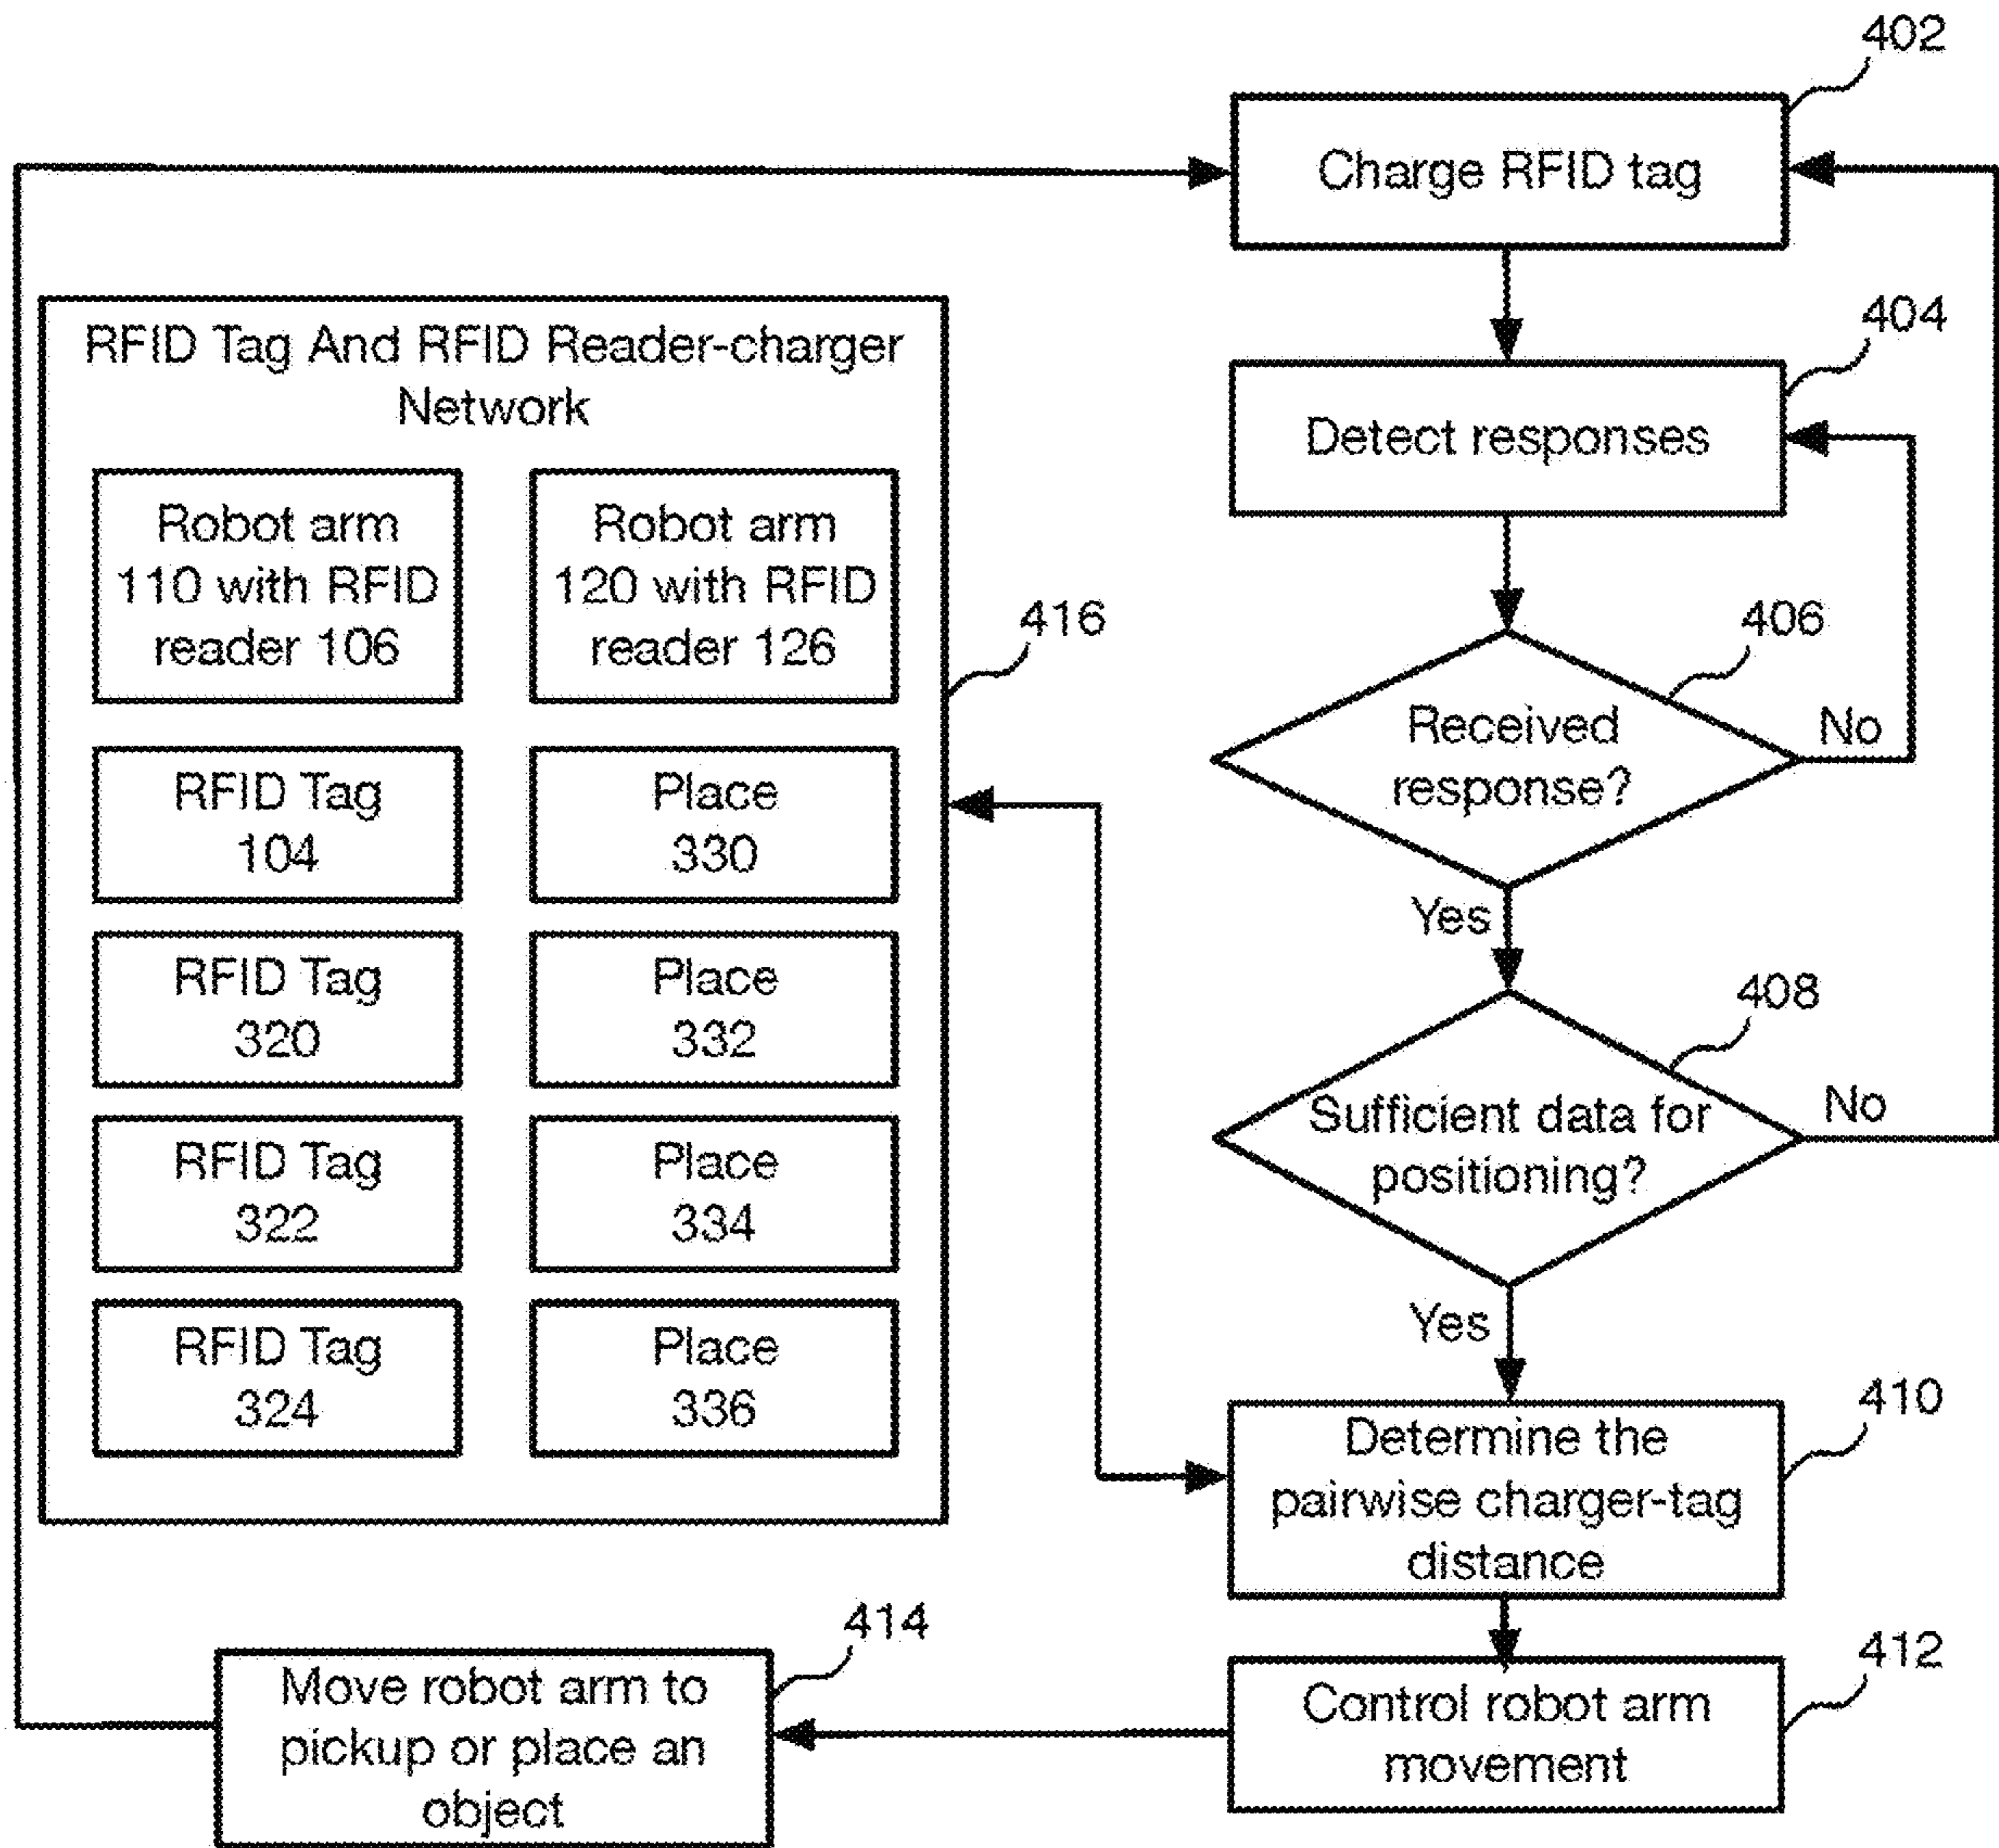 402
Charge RFID tag
404
Detect responses
406
Received
response?
No
Yes
408
Sufficient data for
positioning?
No
Yes
410
Determine the
pairwise charger-tag
distance
412
Control robot arm
movement
414
Move robot arm to
pickup or place an
object
416
RFID Tag And RFID Reader-charger
Network
Robot arm
110 with RFID
reader 106
Robot arm
120 with RFID
reader 126
RFID Tag
104
Place
330
RFID Tag
320
Place
332
RFID Tag
322
Place
334
RFID Tag
324
Place
336